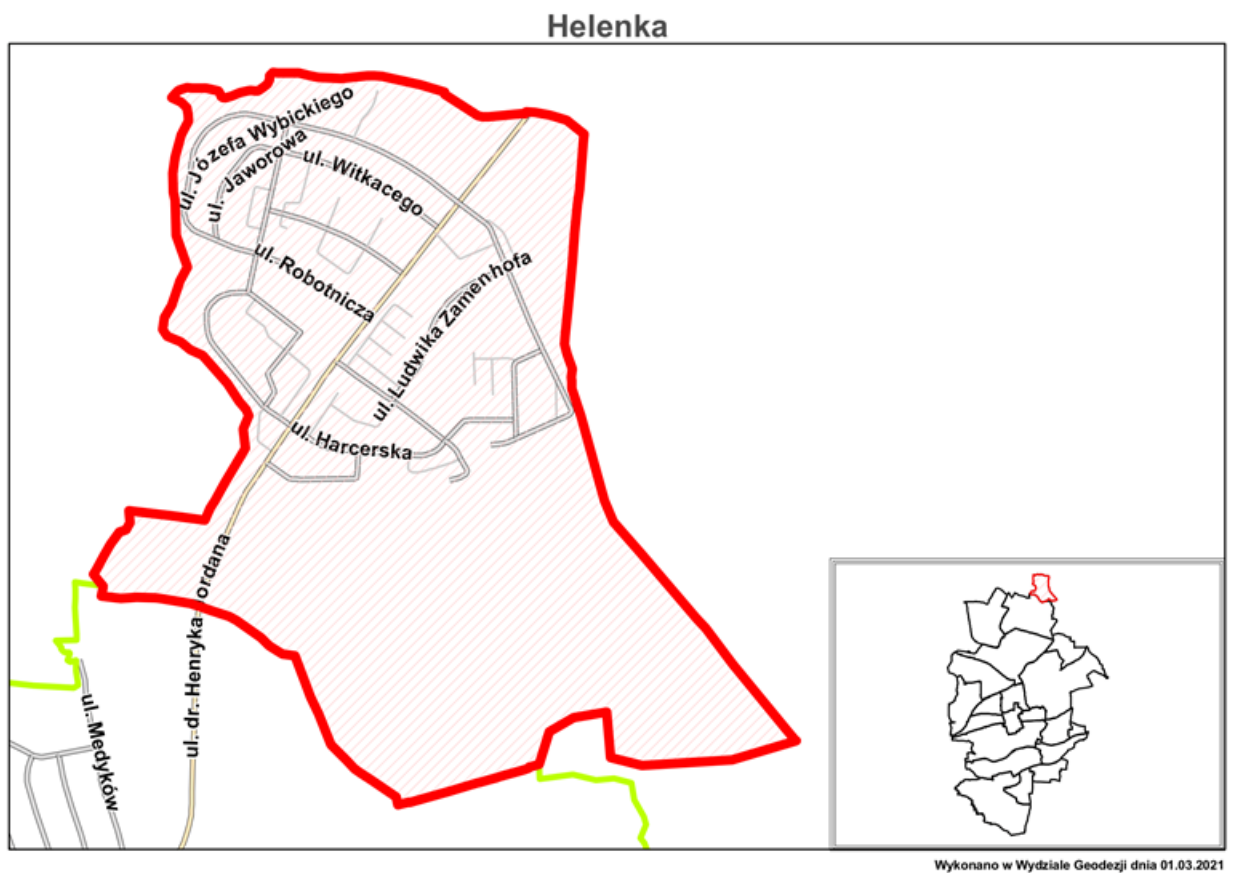 Helenka
ul. Józefa Wybickiego
ul. Jaworowa
ul. Witkacego
ul. Robotnicza
ul. Ludwika Zamenhofa
ul. Harcerska
ul. dr. Henryka Jordana
ul. Medyków
Wykonano w Wydziale Geodezji dnia 01.03.2021